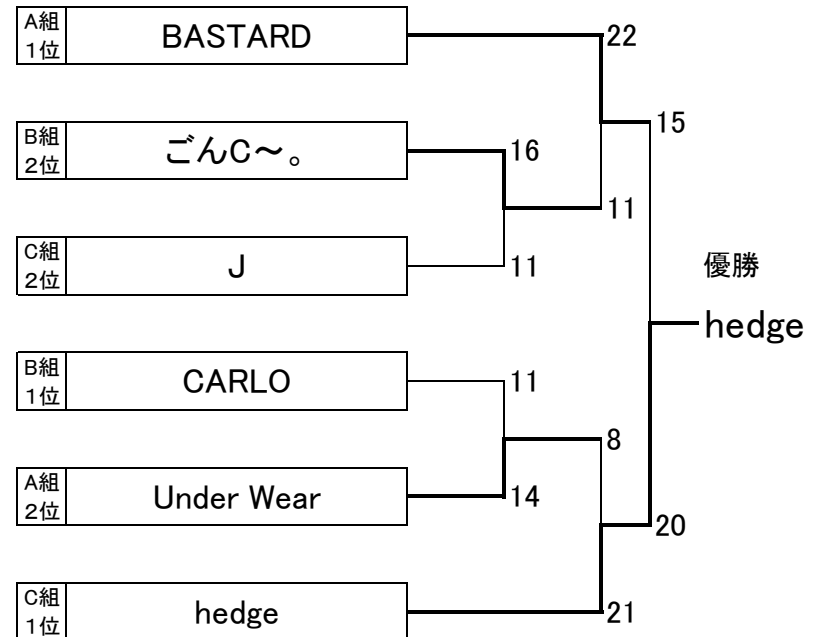 A組
1位
BASTARD
22
15
B組
2位
ごんC～。
16
11
C組
2位
J
11
優勝
hedge
B組
1位
CARLO
11
8
A組
2位
Under Wear
14
20
C組
1位
hedge
21